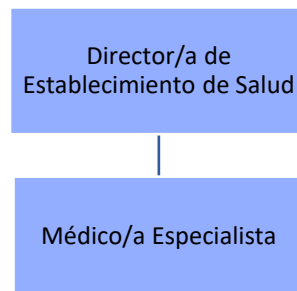 Director/a de
Establecimiento de Salud
Médico/a Especialista